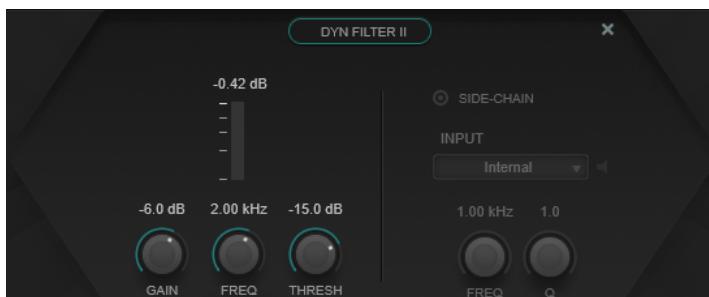 DYN FILTER II
-0.42 dB
SIDE-CHAIN
INPUT
Internal
-6.0 dB 2.00 kHz -15.0 dB
1.00 kHz 1.0
GAIN FREQ THRESH
FREQ Q